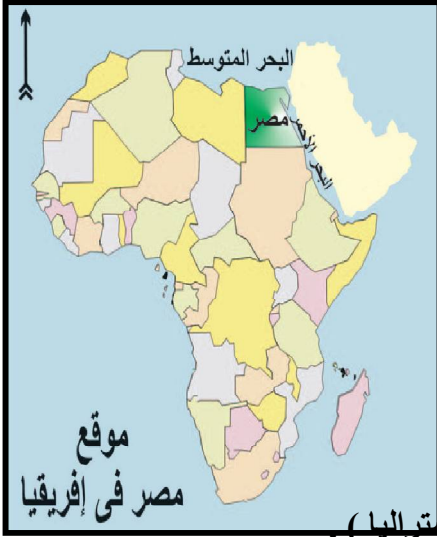 البحر المتوسط
مصر
البحر الأحمر
موقع
مصر فى إفريقيا